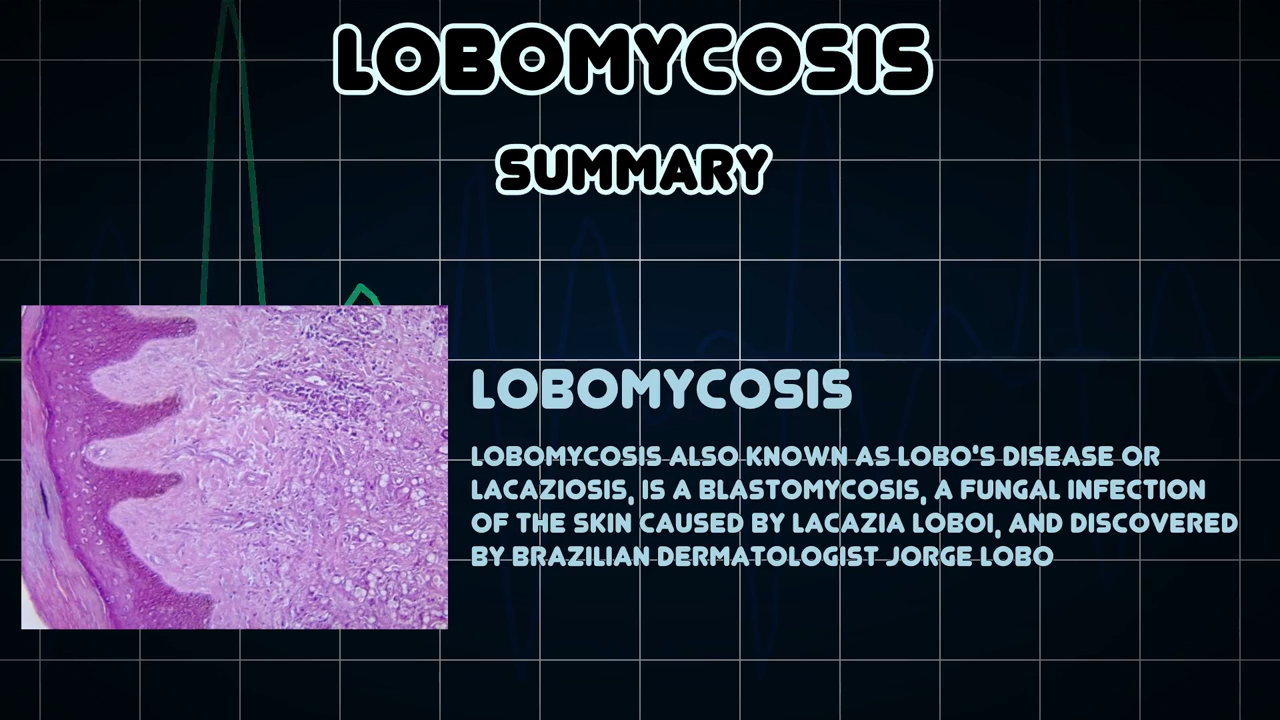 LOBOMYCOSIS
SUMMARY
LOBOMYCOSIS
LOBOMYCOSIS ALSO KNOWN AS LOBO'S DISEASE OR
LACAZIOSIS, IS A BLASTOMYCOSIS, A FUNGAL INFECTION
OF THE SKIN CAUSED BY LACAZIA LOBOI, AND DISCOVERED
BY BRAZILIAN DERMATOLOGIST JORGE LOBO